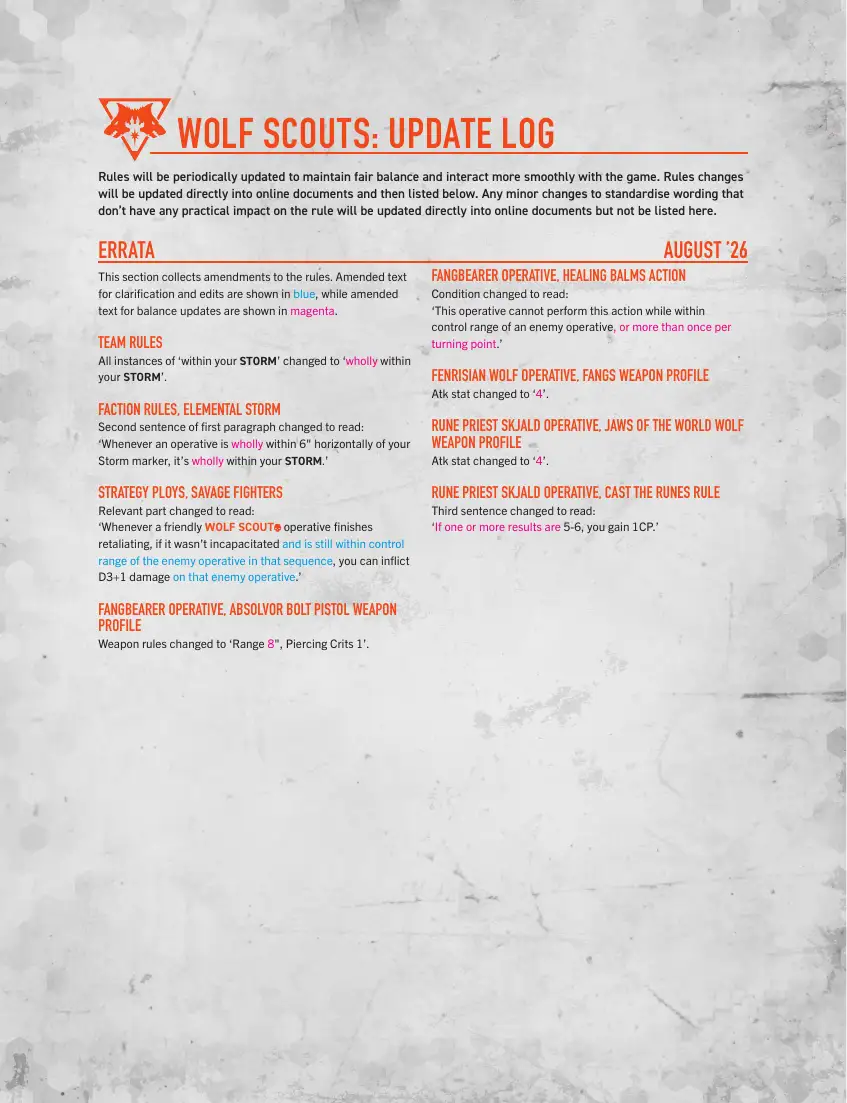 WOLF SCOUTS: UPDATE LOG
Rules will be periodically updated to maintain fair balance and interact more smoothly with the game. Rules changes
will be updated directly into online documents and then listed below. Any minor changes to standardise wording that
don’t have any practical impact on the rule will be updated directly into online documents but not be listed here.
ERRATA
AUGUST ’26
This section collects amendments to the rules. Amended text
for clarification and edits are shown in blue, while amended
text for balance updates are shown in magenta.
TEAM RULES
All instances of ‘within your STORM’ changed to ‘wholly within
your STORM’.
FACTION RULES, ELEMENTAL STORM
Second sentence of first paragraph changed to read:
‘Whenever an operative is wholly within 6" horizontally of your
Storm marker, it’s wholly within your STORM.’
STRATEGY PLOYS, SAVAGE FIGHTERS
Relevant part changed to read:
‘Whenever a friendly WOLF SCOUT operative finishes
retaliating, if it wasn’t incapacitated and is still within control
range of the enemy operative in that sequence, you can inflict
D3+1 damage on that enemy operative.’
FANGBEARER OPERATIVE, ABSOLVOR BOLT PISTOL WEAPON
PROFILE
Weapon rules changed to ‘Range 8", Piercing Crits 1’.
FANGBEARER OPERATIVE, HEALING BALMS ACTION
Condition changed to read:
‘This operative cannot perform this action while within
control range of an enemy operative, or more than once per
turning point.’
FENRISIAN WOLF OPERATIVE, FANGS WEAPON PROFILE
Atk stat changed to ‘4’.
RUNE PRIEST SKJALD OPERATIVE, JAWS OF THE WORLD WOLF
WEAPON PROFILE
Atk stat changed to ‘4’.
RUNE PRIEST SKJALD OPERATIVE, CAST THE RUNES RULE
Third sentence changed to read:
‘If one or more results are 5-6, you gain 1CP.’